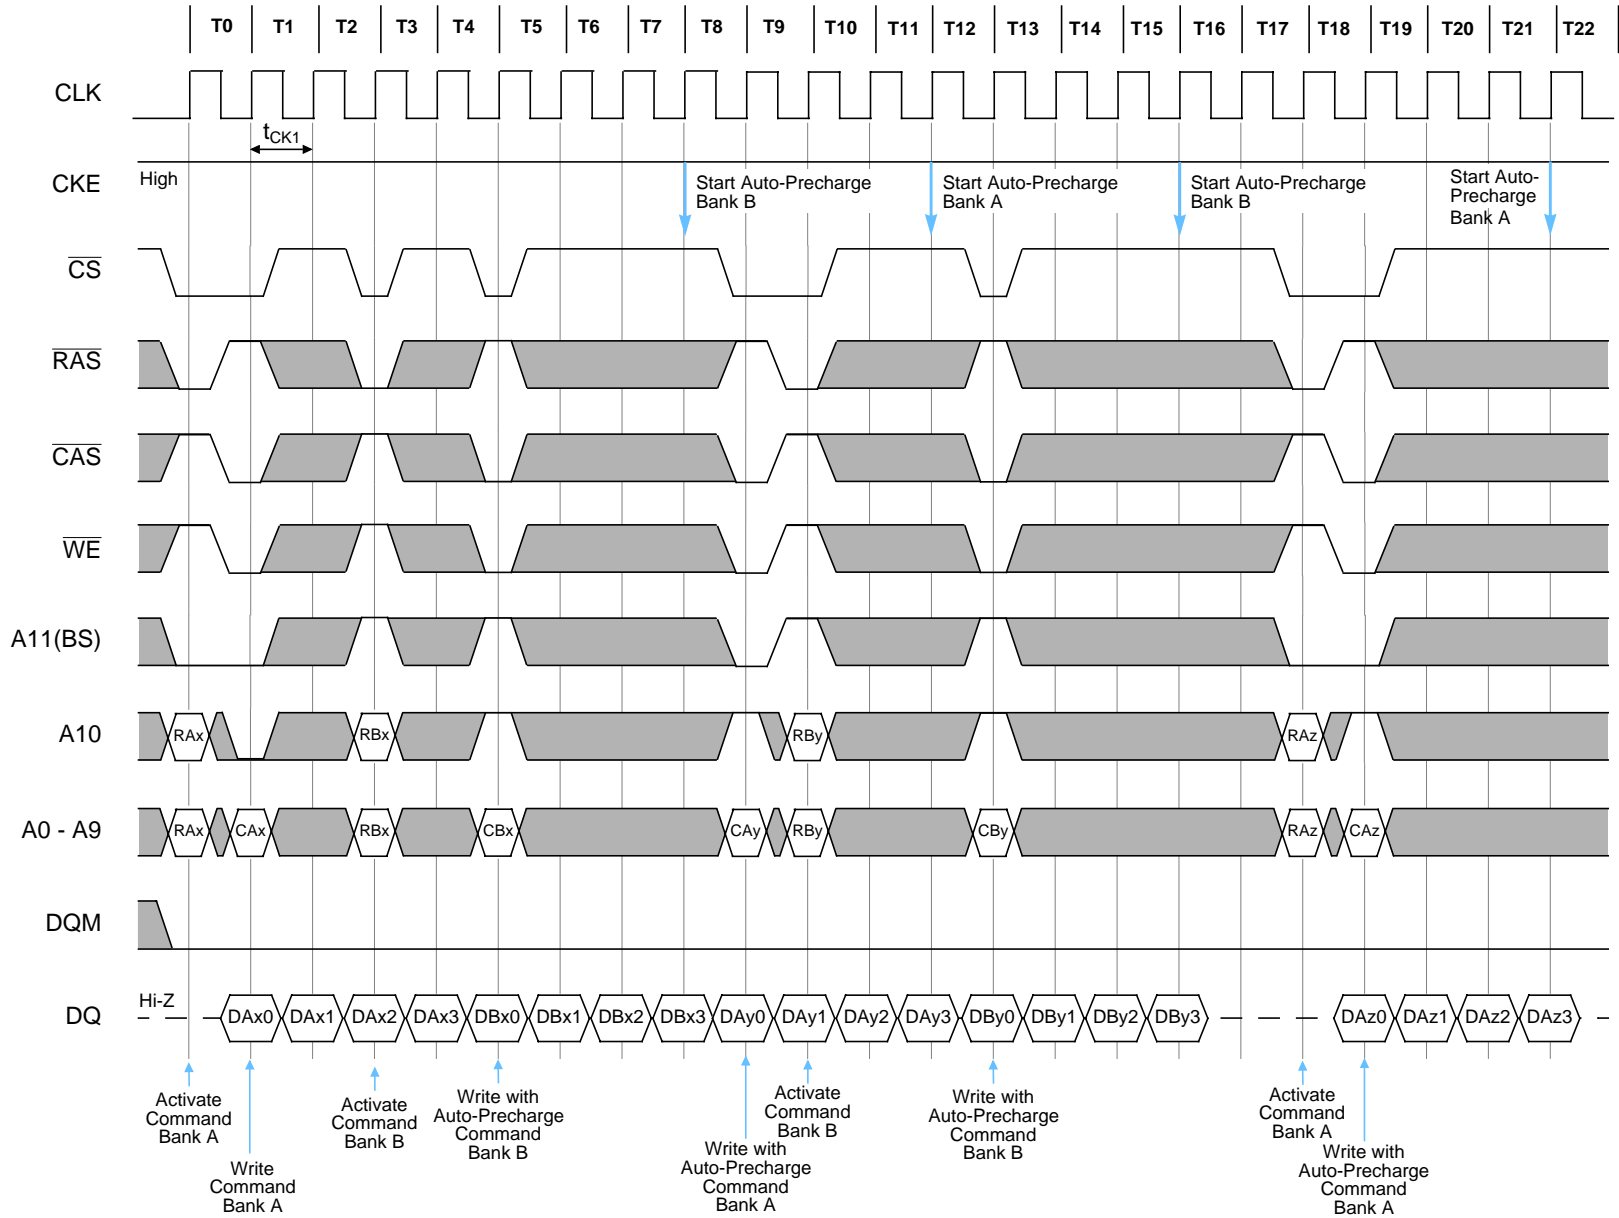 T0 T1 T2 T3 T4 T5 T6 T7 T8 T9 T10 T11 T12 T13 T14 T15 T16 T17 T18 T19 T20 T21 T22
CLK
tCK1
CKE
High
Start Auto-Precharge
Bank B
Start Auto-Precharge
Bank A
Start Auto-Precharge
Bank B
Start Auto-
Precharge
Bank A
CS
RAS
CAS
WE
A11(BS)
A10
RAx RBx RBy RAz
A0 - A9
RAx CAx RBx CBx CAy RBy CBy RAz CAz
DQM
DQ
Hi-Z
DAx0 DAx1 DAx2 DAx3 DBx0 DBx1 DBx2 DBx3 DAy0 DAy1 DAy2 DAy3 DBy0 DBy1 DBy2 DBy3 DAz0 DAz1 DAz2 DAz3
Activate
Command
Bank A
Write
Command
Bank A
Activate
Command
Bank B
Write with
Auto-Precharge
Command
Bank B
Write with
Auto-Precharge
Command
Bank A
Activate
Command
Bank B
Write with
Auto-Precharge
Command
Bank B
Activate
Command
Bank A
Write with
Auto-Precharge
Command
Bank A